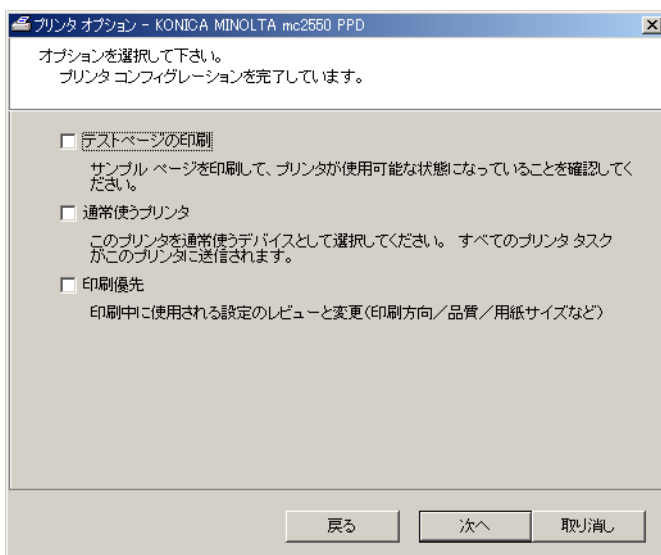 プリンタ オプション - KONICA MINOLTA mc2550 PPD
オプションを選択して下さい。
プリンタ コンフィグレーションを完了しています。
テストページの印刷
サンプル ページを印刷して、プリンタが使用可能な状態になっていることを確認してく
ださい。
通常使うプリンタ
このプリンタを通常使うデバイスとして選択してください。 すべてのプリンタ タスク
がこのプリンタに送信されます。
印刷優先
印刷中に使用される設定のレビューと変更(印刷方向／品質／用紙サイズなど)
戻る
次へ
取り消し